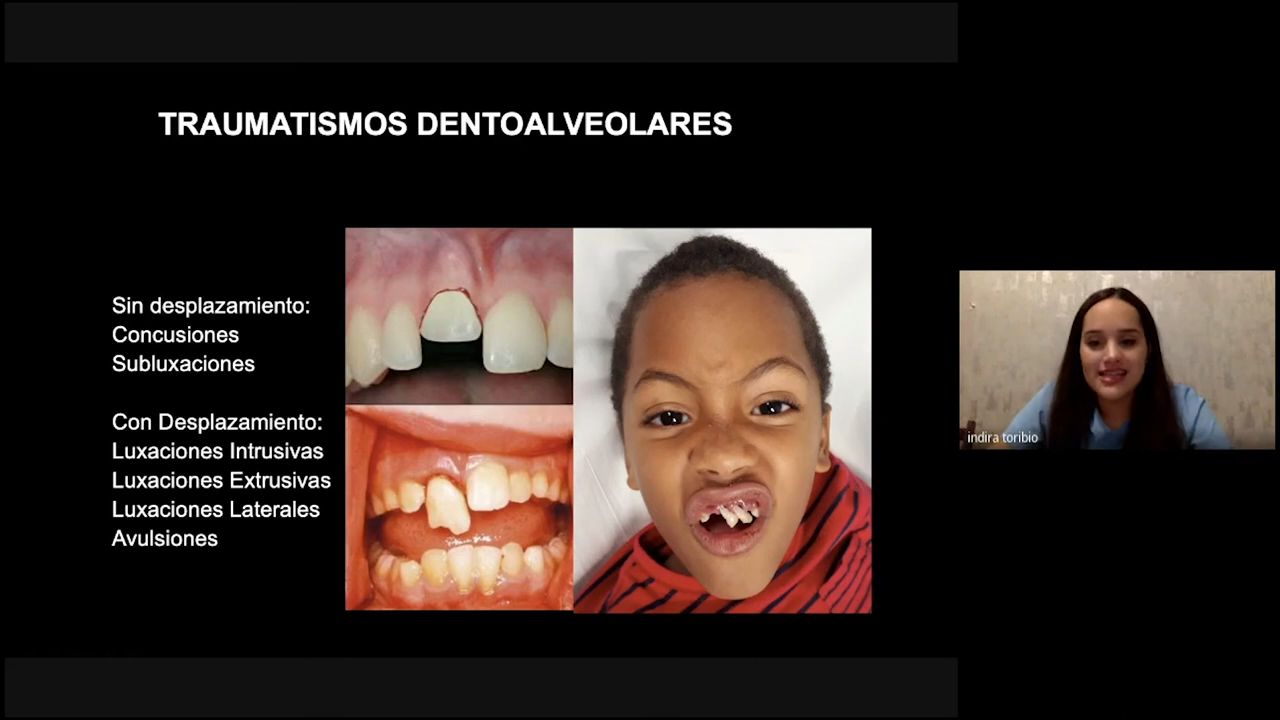 TRAUMATISMOS DENTOALVEOLARES
Sin desplazamiento:
Concusiones
Subluxaciones
Con Desplazamiento:
Luxaciones Intrusivas
Luxaciones Extrusivas
Luxaciones Laterales
Avulsiones
indira toribio